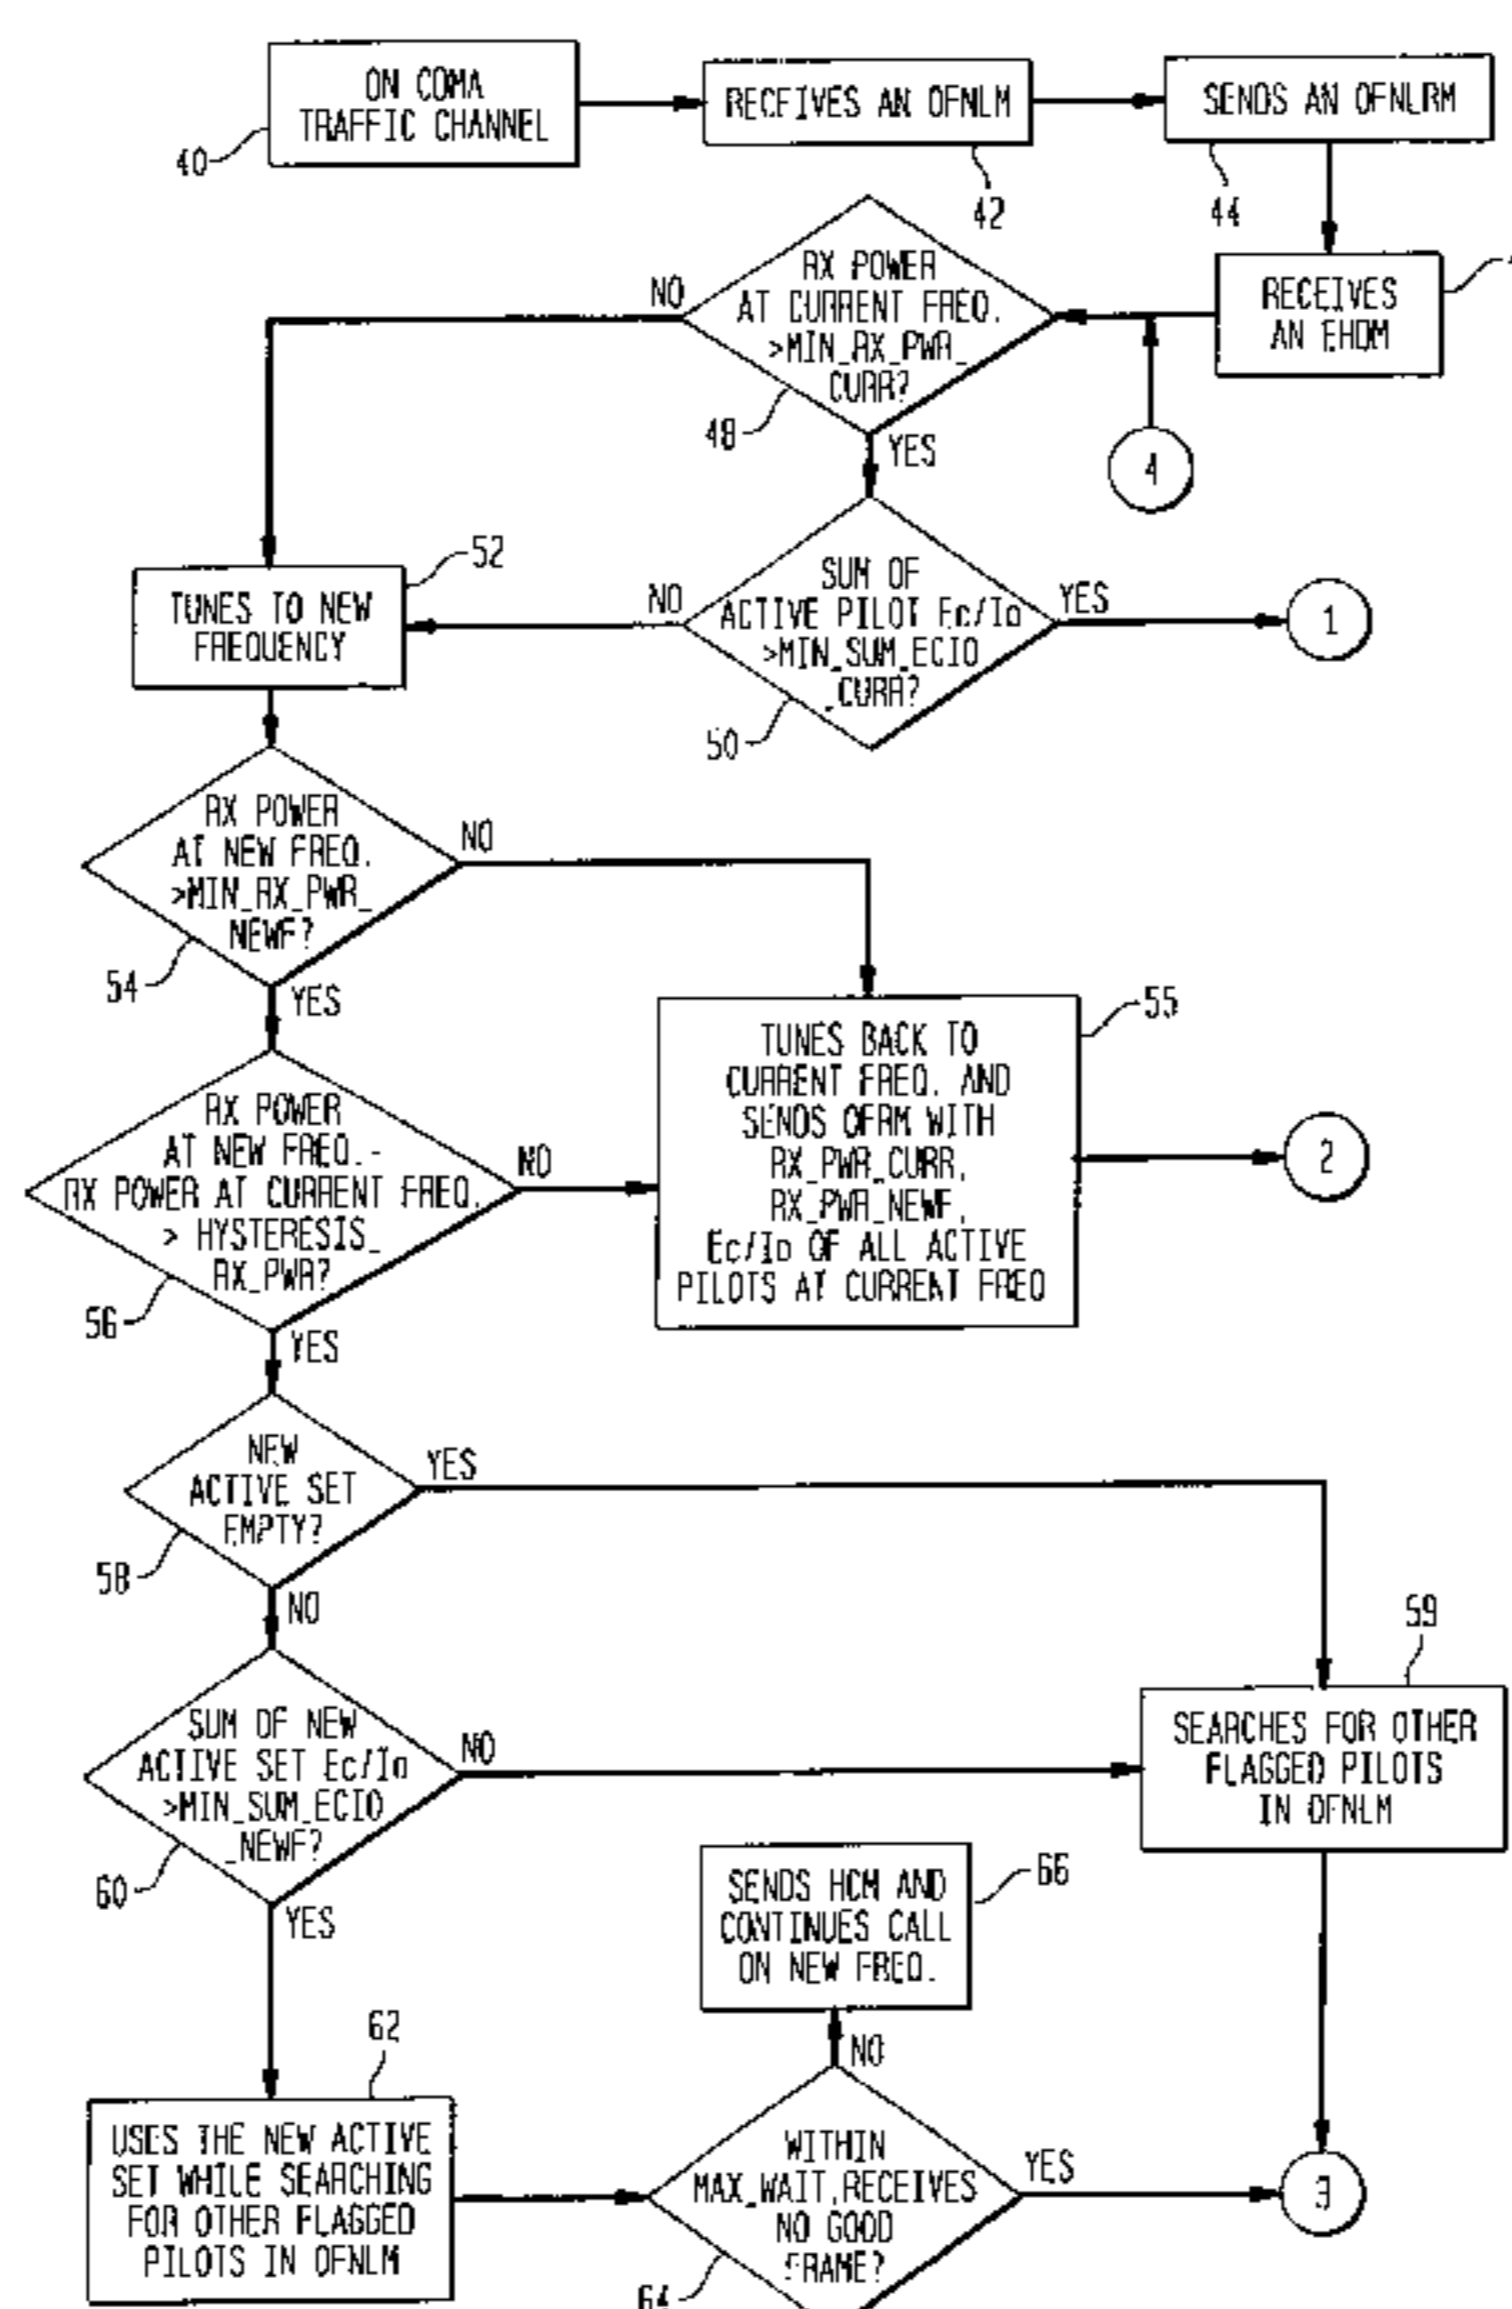 ON CDMA
TRAFFIC CHANNEL
40
RECEIVES AN OFNLM
42
SENDS AN OFNLRM
44
RECEIVES
AN EHDM
RX POWER
AT CURRENT FREQ.
>MIN_RX_PWR_
CURR?
NO
48
YES
4
52
TUNES TO NEW
FREQUENCY
NO
SUM OF
ACTIVE PILOT Ec/Io
>MIN_SUM_ECIO
_CURR?
YES
1
50
RX POWER
AT NEW FREQ.
>MIN_RX_PWR_
NEWF?
NO
54
YES
55
TUNES BACK TO
CURRENT FREQ. AND
SENDS OFRM WITH
RX_PWR_CURR,
RX_PWR_NEWF,
Ec/Io OF ALL ACTIVE
PILOTS AT CURRENT FREQ
2
RX POWER
AT NEW FREQ.-
RX POWER AT CURRENT FREQ.
> HYSTERESIS_
RX_PWR?
NO
56
YES
NEW
ACTIVE SET
EMPTY?
YES
58
NO
59
SEARCHES FOR OTHER
FLAGGED PILOTS
IN OFNLM
SUM OF NEW
ACTIVE SET Ec/Io
>MIN_SUM_ECIO
_NEWF?
NO
60
YES
SENDS HCM AND
CONTINUES CALL
ON NEW FREQ.
66
NO
62
USES THE NEW ACTIVE
SET WHILE SEARCHING
FOR OTHER FLAGGED
PILOTS IN OFNLM
WITHIN
MAX_WAIT,RECEIVES
NO GOOD
FRAME?
YES
3
64